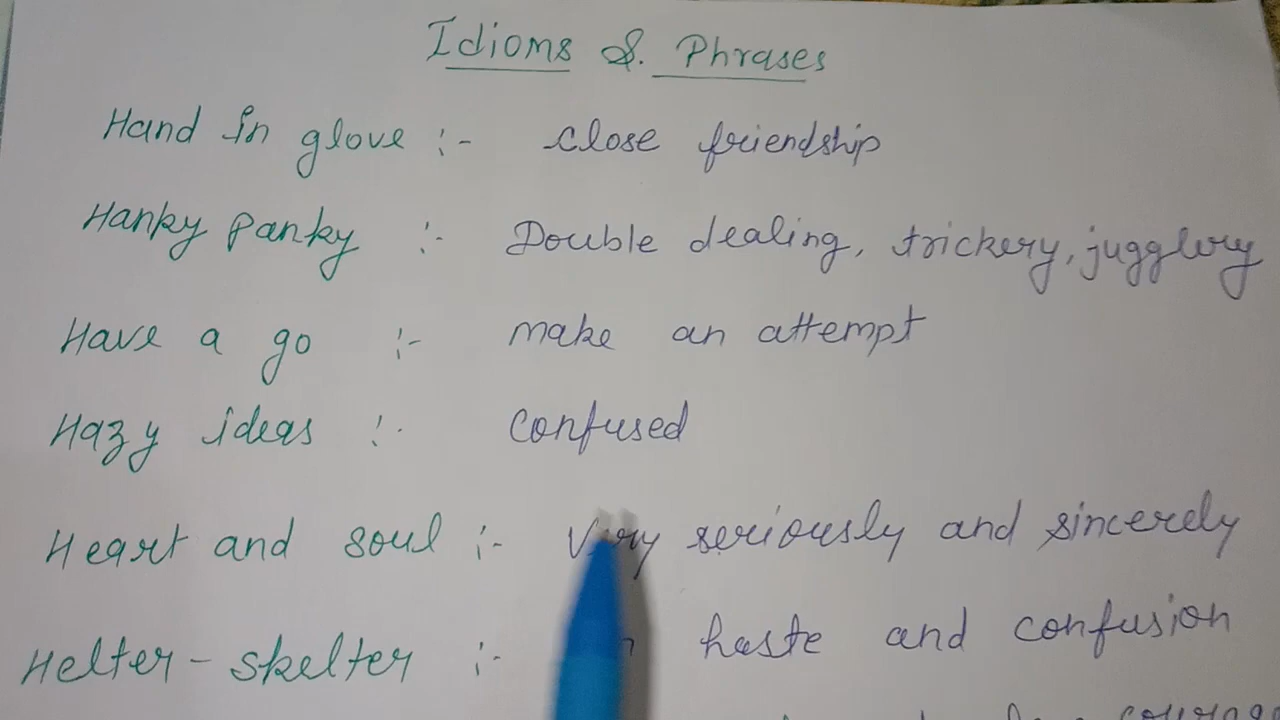 Idioms & Phrases
Hand in glove :- close friendship
Hanky panky :- Double dealing, trickery, jugglery
Have a go :- make an attempt
Hazy ideas :- confused
Heart and soul :- Very seriously and sincerely
Helter-skelter :- haste and confusion